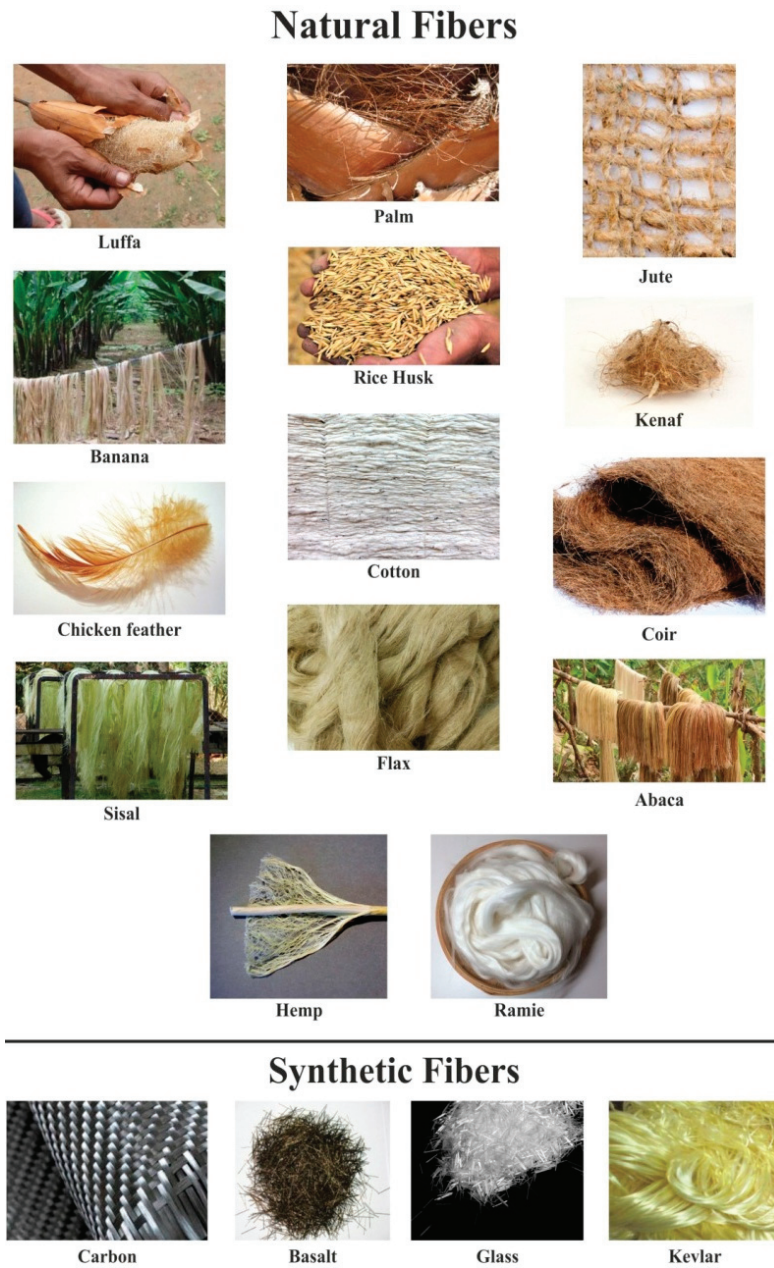 Natural Fibers
Luffa
Palm
Jute
Banana
Rice Husk
Kenaf
Chicken feather
Cotton
Coir
Sisal
Flax
Abaca
Hemp
Ramie
Synthetic Fibers
Carbon
Basalt
Glass
Kevlar